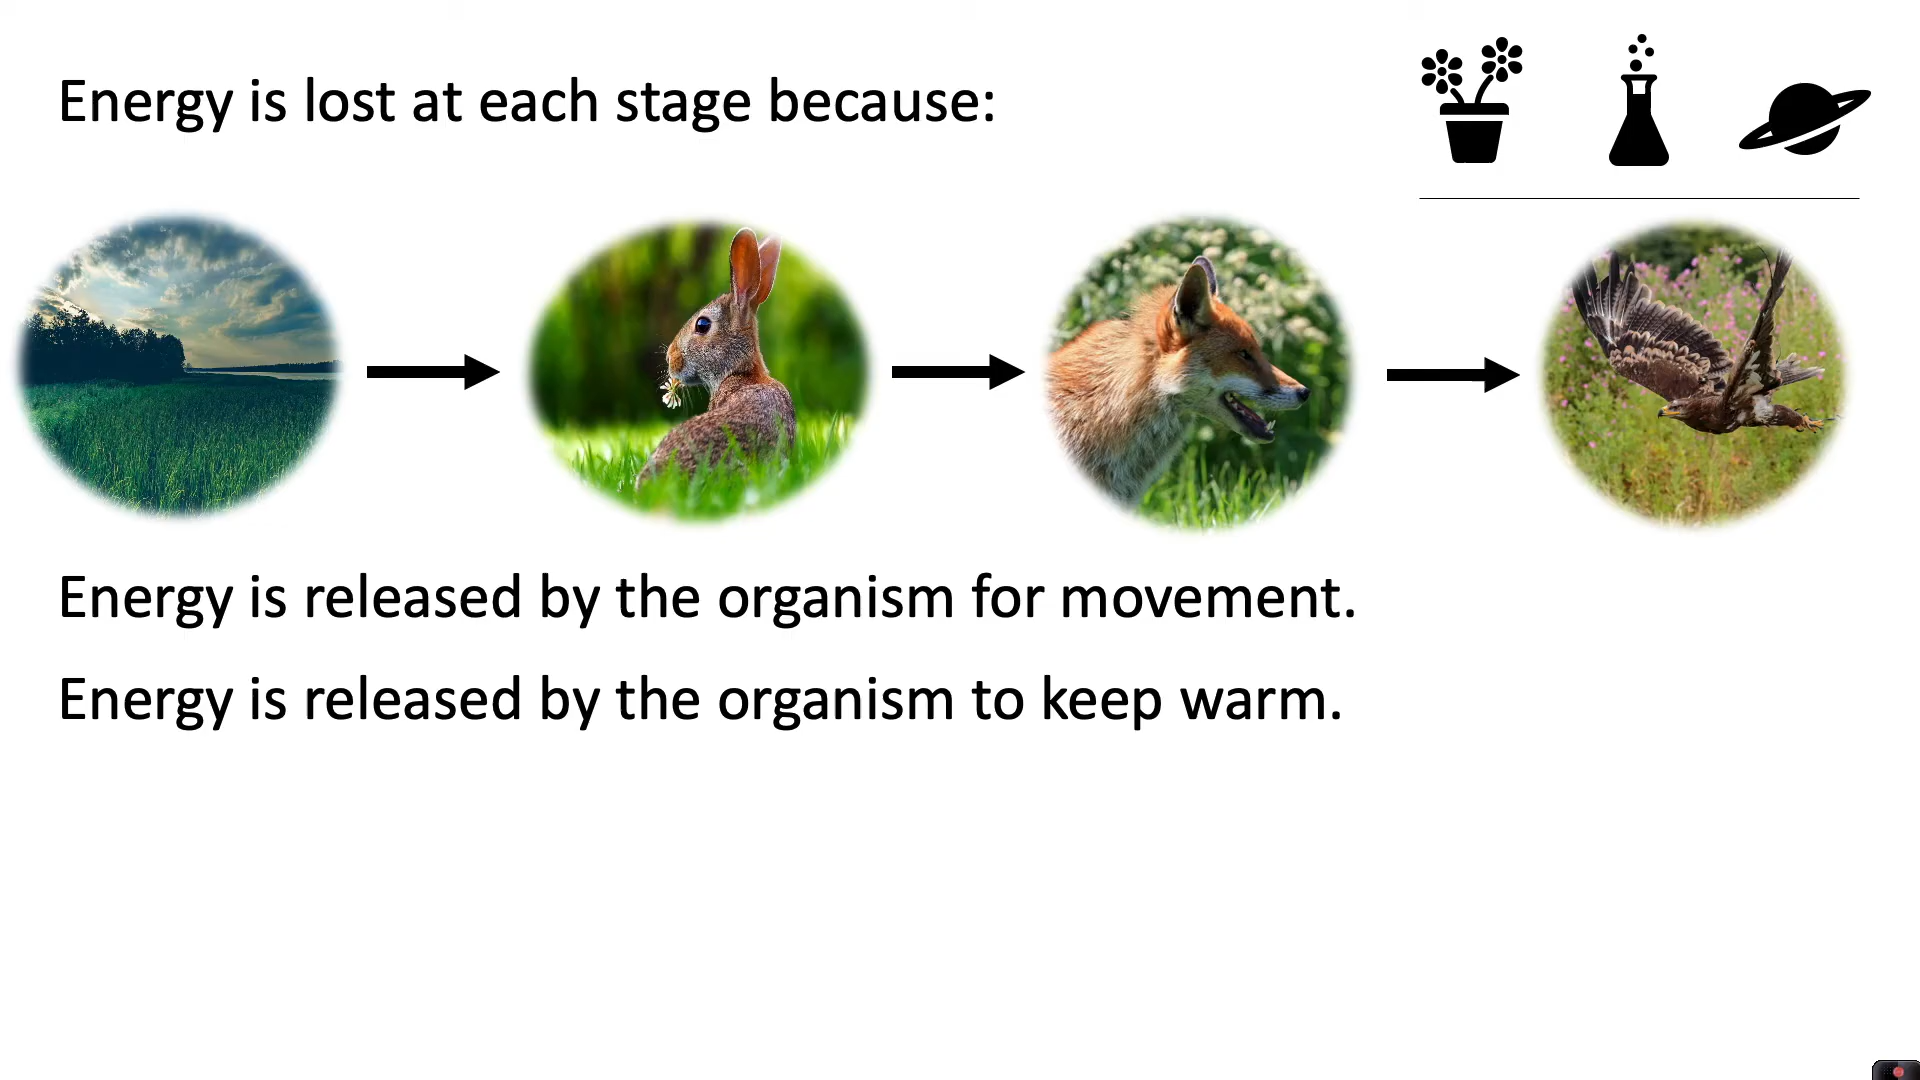 Energy is lost at each stage because:
Energy is released by the organism for movement.
Energy is released by the organism to keep warm.